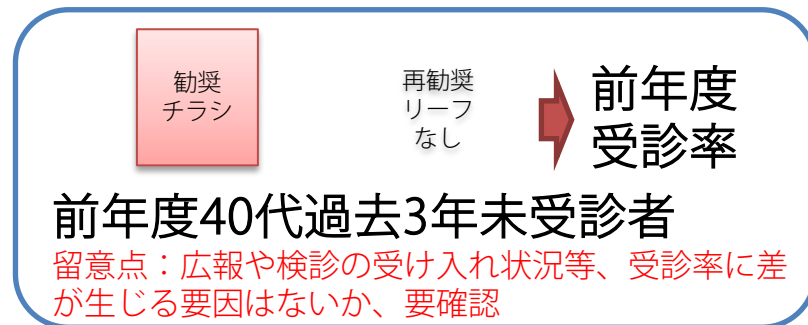 勧奨
チラシ
再勧奨
リーフ
なし
前年度
受診率
前年度40代過去3年未受診者
留意点：広報や検診の受け入れ状況等、受診率に差
が生じる要因はないか、要確認